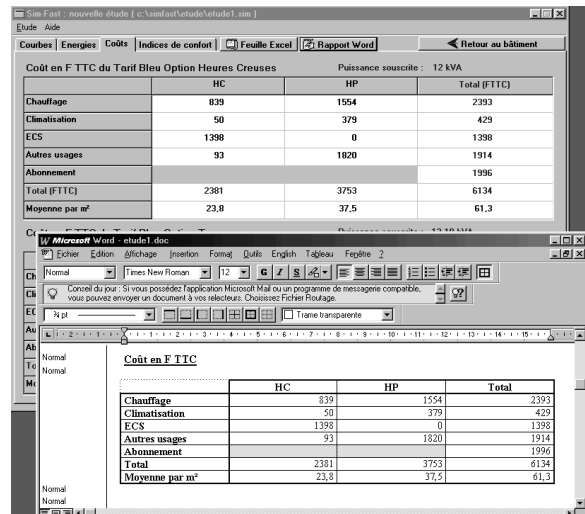 Sim-Fast : nouvelle étude [ c:\simfast\etude\etude1.sim ]
Etude Aide
Courbes Energies Coûts Indices de confort Feuille Excel Rapport Word Retour au bâtiment
Coût en F TTC du Tarif Bleu Option Heures Creuses Puissance souscrite : 12 kVA
HC HP Total (FTTC)
Chauffage 839 1554 2393
Climatisation 50 379 429
ECS 1398 0 1398
Autres usages 93 1820 1914
Abonnement 1996
Total (FTTC) 2381 3753 6134
Moyenne par m² 23,8 37,5 61,3
Microsoft Word - etude1.doc
Fichier Edition Affichage Insertion Format Outils English Tableau Fenêtre ?
Normal Times New Roman 12 G I S
Conseil du jour : Si vous possédez l'application Microsoft Mail ou un programme de messagerie compatible,
vous pouvez envoyer un document à vos relecteurs. Choisissez Fichier Routage.
¾ pt Trame transparente
Normal
Normal
Coût en F TTC
HC HP Total
Chauffage 839 1554 2393
Climatisation 50 379 429
ECS 1398 0 1398
Autres usages 93 1820 1914
Abonnement 1996
Total 2381 3753 6134
Moyenne par m² 23,8 37,5 61,3
Normal
Normal